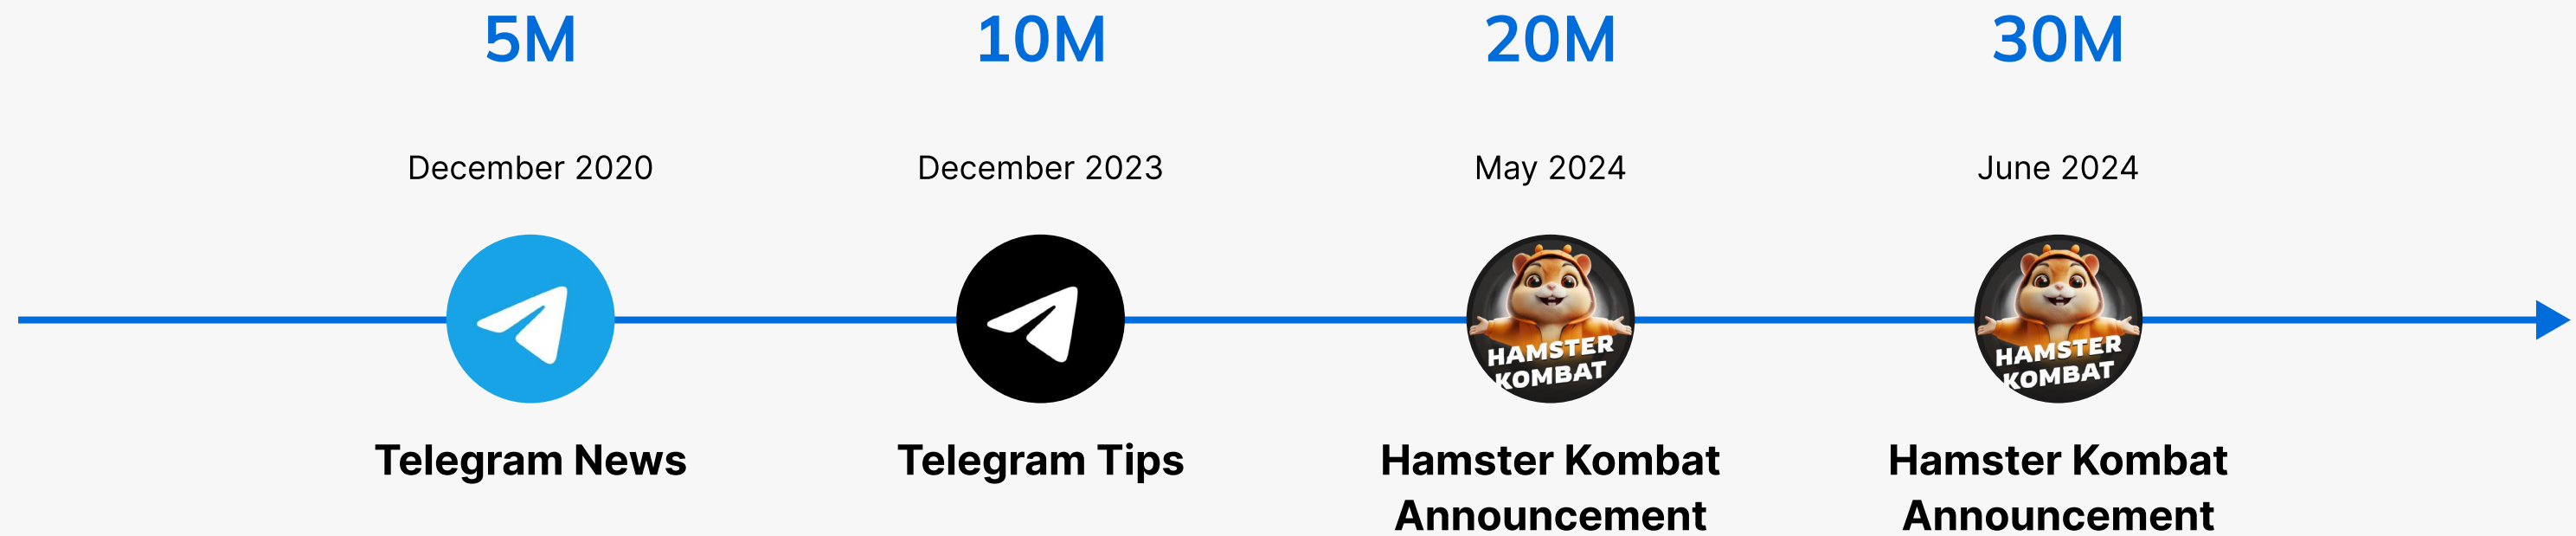 5M
10M
20M
30M
December 2020
December 2023
May 2024
June 2024
HAMSTER
KOMBAT
HAMSTER
KOMBAT
Telegram News
Telegram Tips
Hamster Kombat
Announcement
Hamster Kombat
Announcement